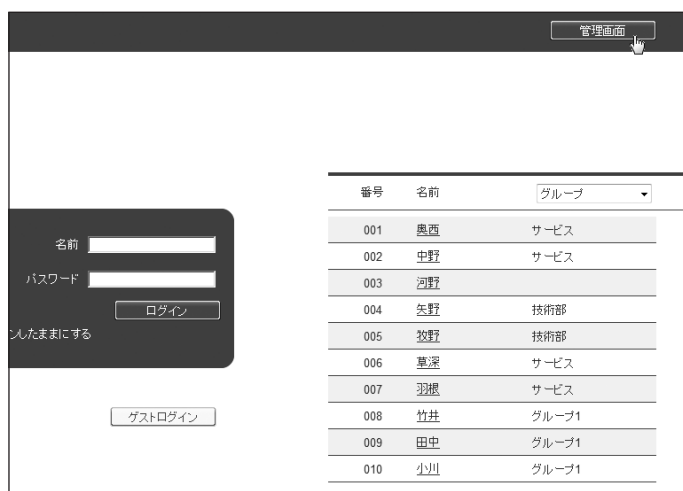 管理画面
名前
パスワード
ログイン
ンしたままにする
ゲストログイン
番号 名前 グループ
001 奥西 サービス
002 中野 サービス
003 河野
004 矢野 技術部
005 牧野 技術部
006 草深 サービス
007 羽根 サービス
008 竹井 グループ1
009 田中 グループ1
010 小川 グループ1